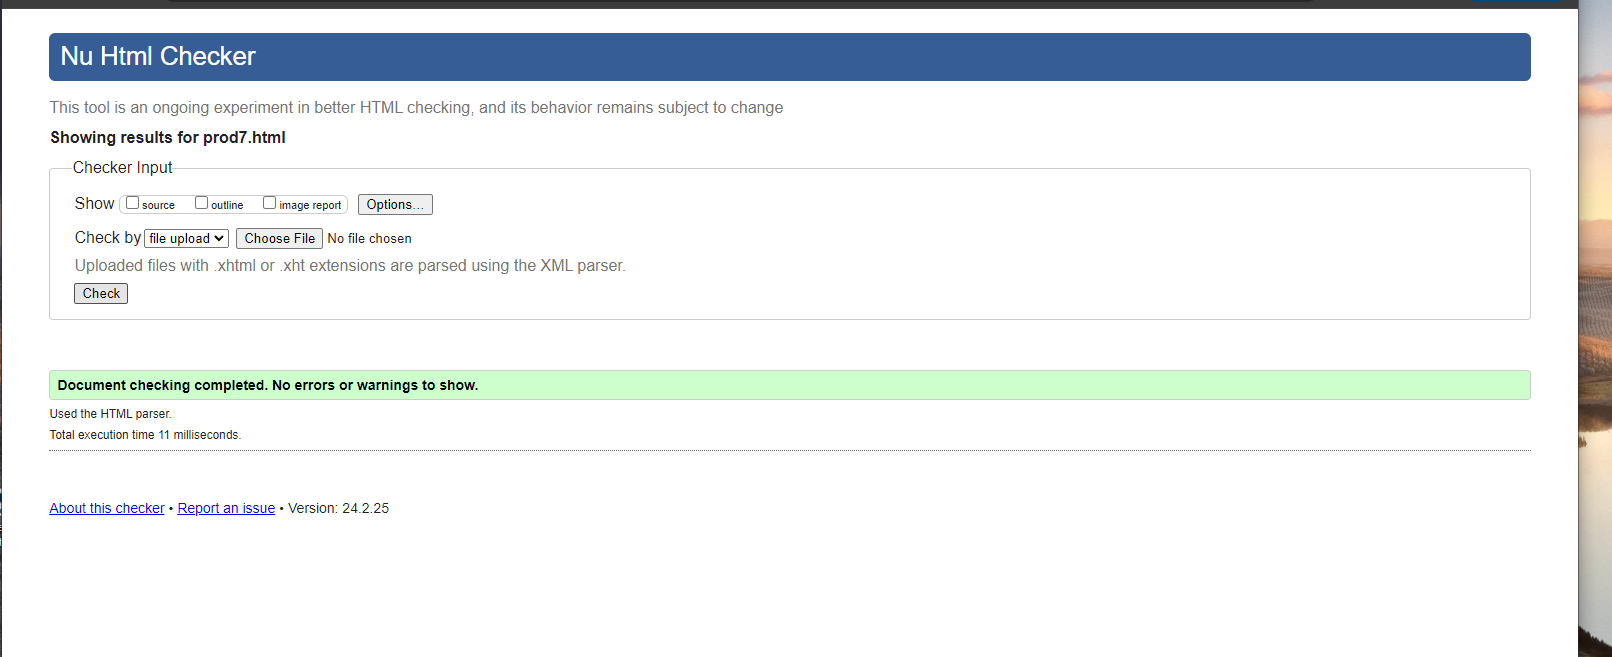 Nu Html Checker
This tool is an ongoing experiment in better HTML checking, and its behavior remains subject to change
Showing results for prod7.html
Checker Input
Show source outline image report Options...
Check by file upload Choose File No file chosen
Uploaded files with .xhtml or .xht extensions are parsed using the XML parser.
Check
Document checking completed. No errors or warnings to show.
Used the HTML parser.
Total execution time 11 milliseconds.
About this checker • Report an issue • Version: 24.2.25